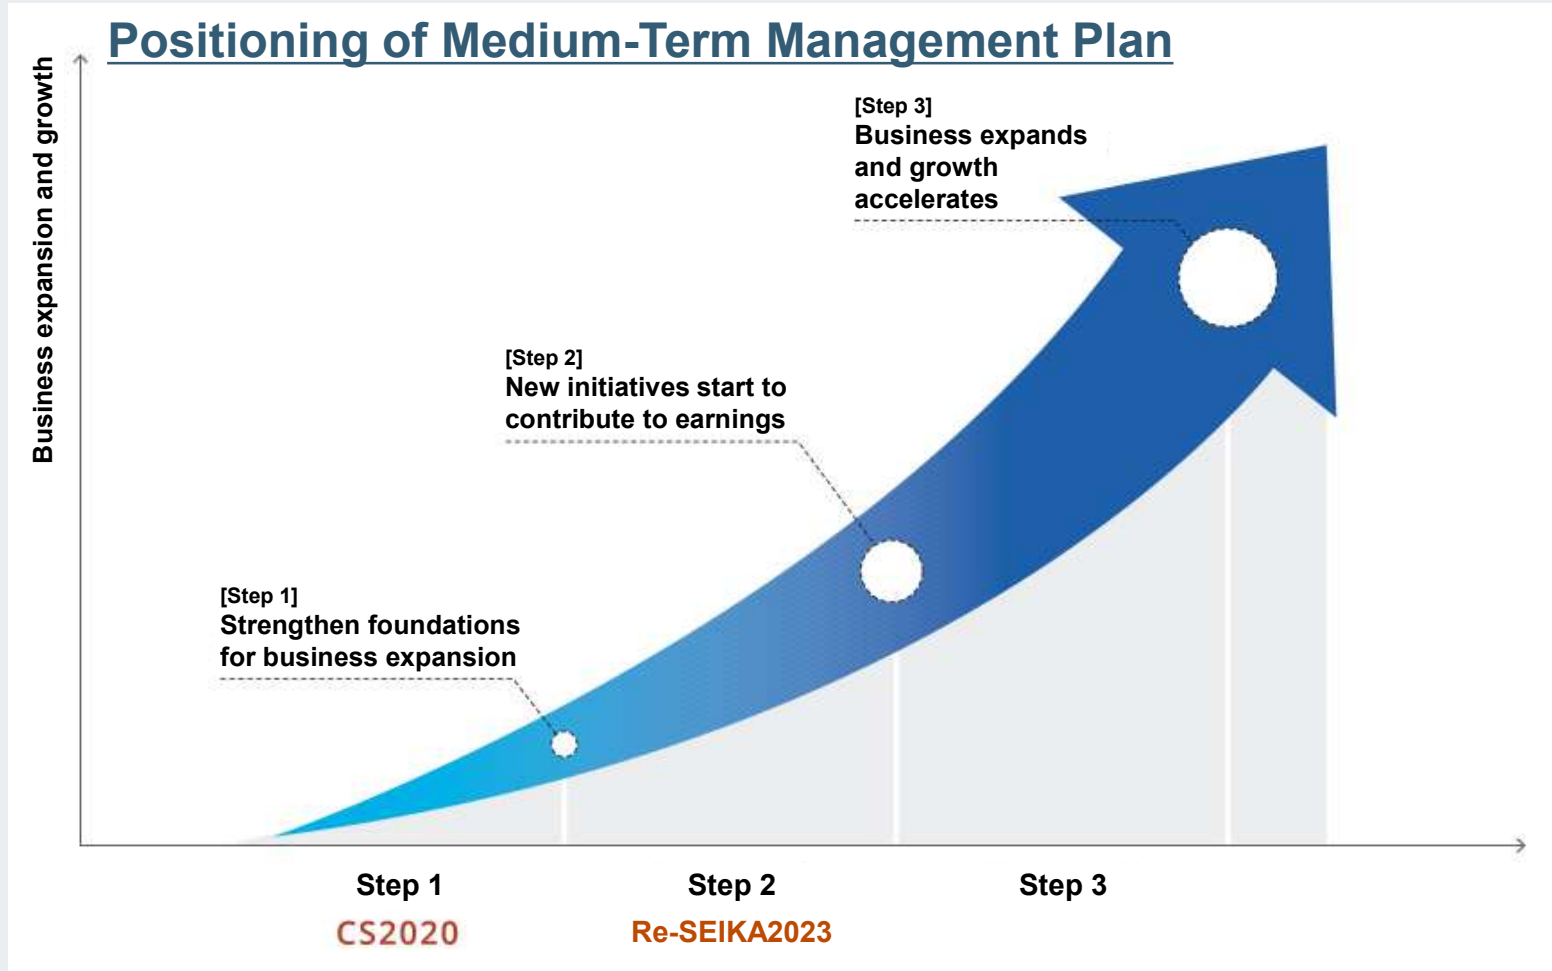 Positioning of Medium-Term Management Plan
Business expansion and growth
[Step 3]
Business expands
and growth
accelerates
[Step 2]
New initiatives start to
contribute to earnings
[Step 1]
Strengthen foundations
for business expansion
Step 1
Step 2
Step 3
CS2020
Re-SEIKA2023